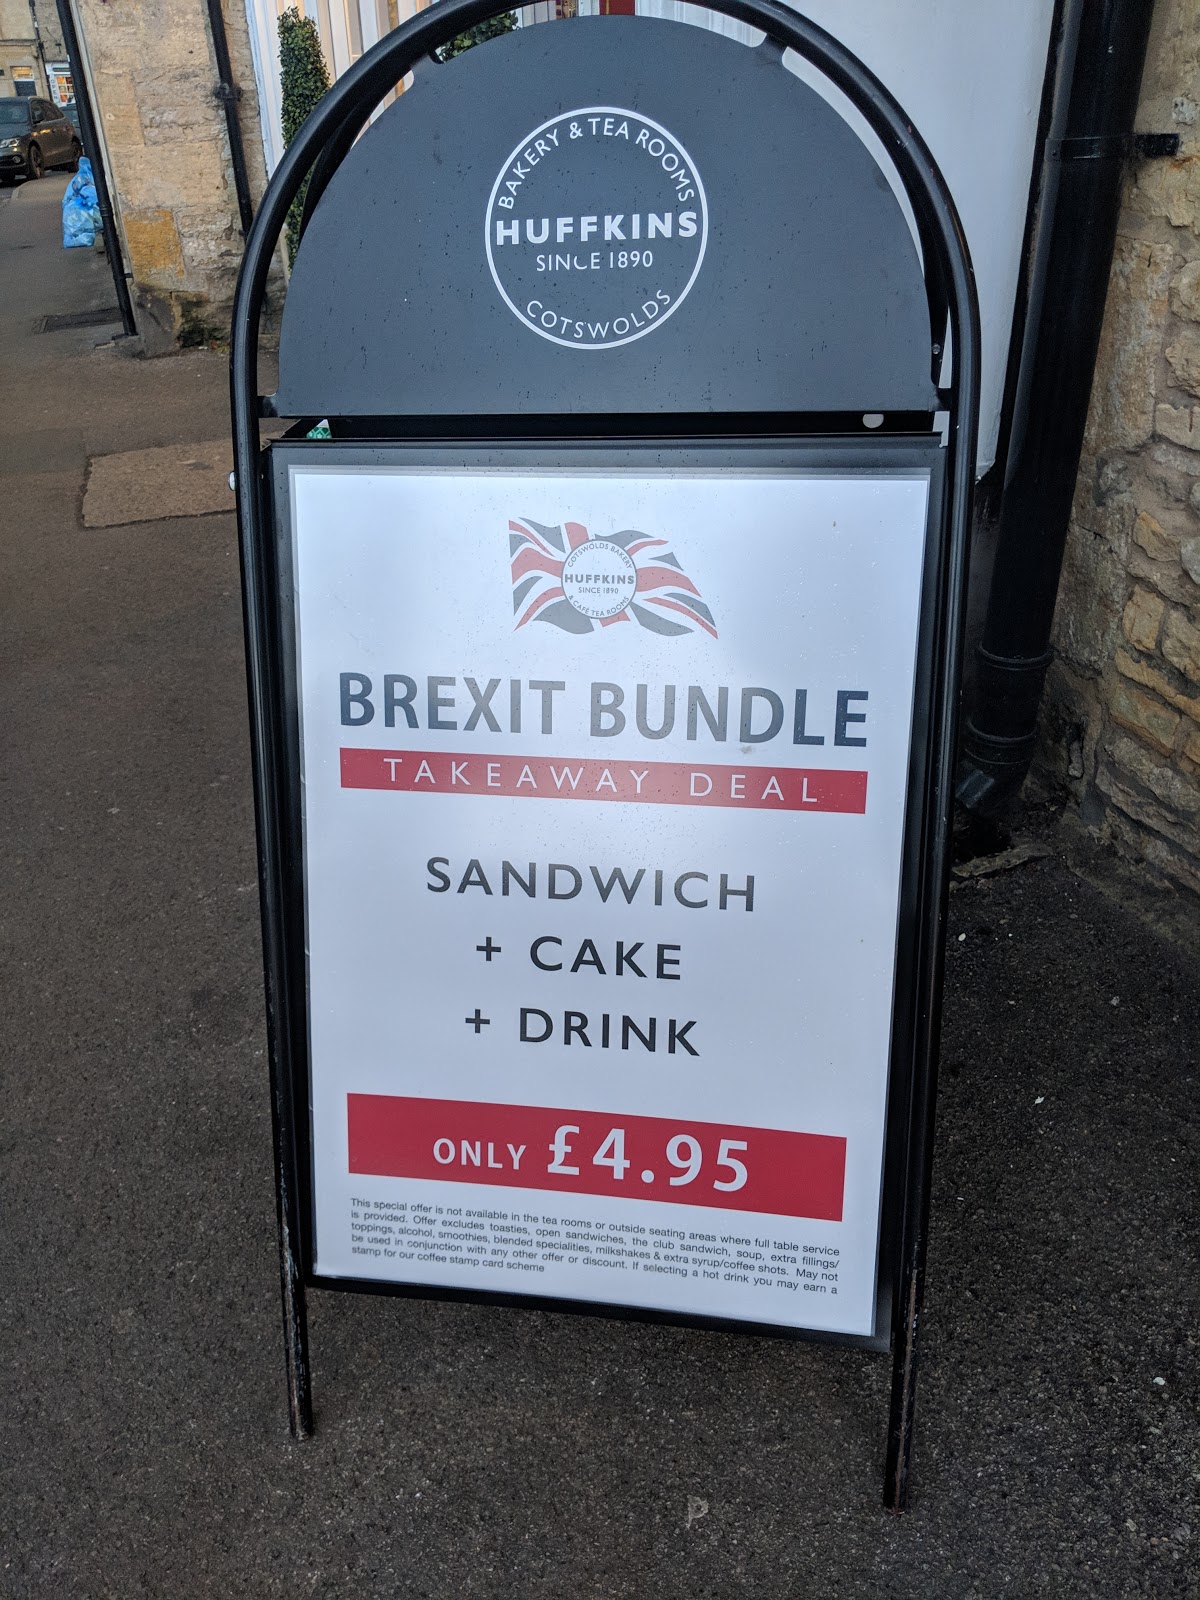 BAKERY & TEA ROOMS
HUFFKINS
SINCE 1890
COTSWOLDS
COTSWOLDS BAKERY
HUFFKINS
SINCE 1890
& CAFÉ TEA ROOMS
BREXIT BUNDLE
TAKEAWAY DEAL
SANDWICH
+ CAKE
+ DRINK
ONLY £4.95
This special offer is not available in the tea rooms or outside seating areas where full table service
is provided. Offer excludes toasties, open sandwiches, the club sandwich, soup, extra fillings/
toppings, alcohol, smoothies, blended specialities, milkshakes & extra syrup/coffee shots. May not
be used in conjunction with any other offer or discount. If selecting a hot drink you may earn a
stamp for our coffee stamp card scheme